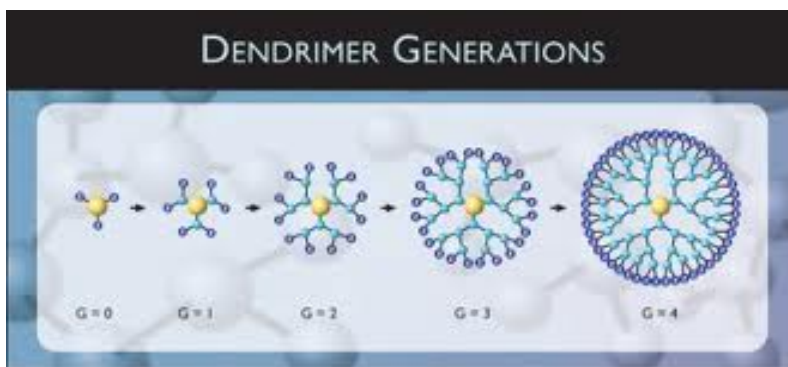 DENDRIMER GENERATIONS
G = 0 G = 1 G = 2 G = 3 G = 4